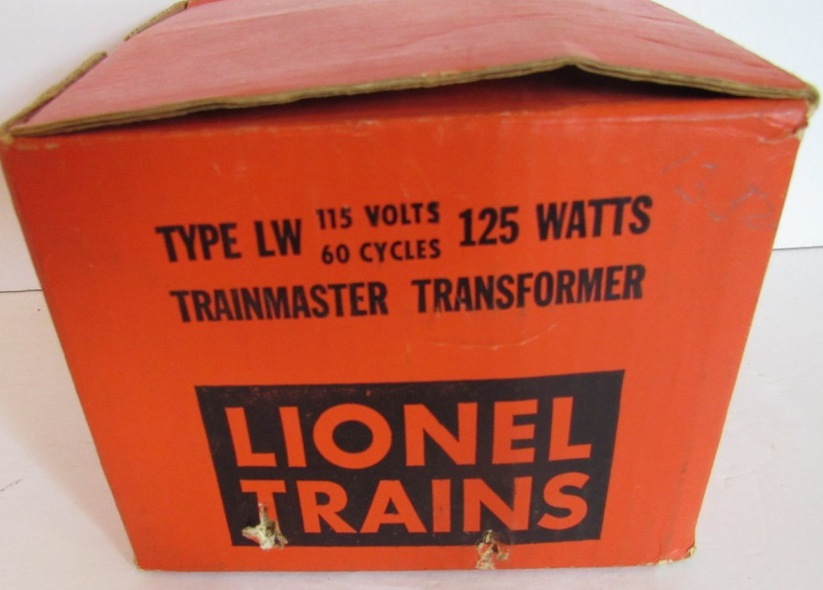 TYPE LW 115 VOLTS 60 CYCLES 125 WATTS
TRAINMASTER TRANSFORMER
LIONEL
TRAINS